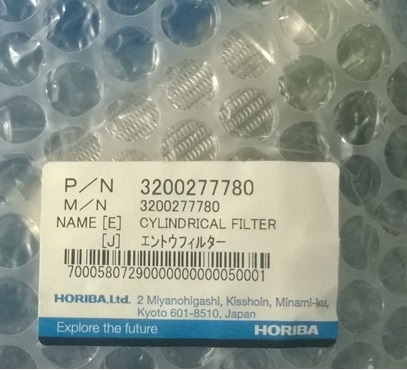 P/N 3200277780
M/N 3200277780
NAME [E] CYLINDRICAL FILTER
[J] エントウフィルター
70005807290000000000050001
HORIBA,Ltd. 2 Miyanohigashi, Kisshoin, Minami-ku,
Kyoto 601-8510, Japan
Explore the future HORIBA